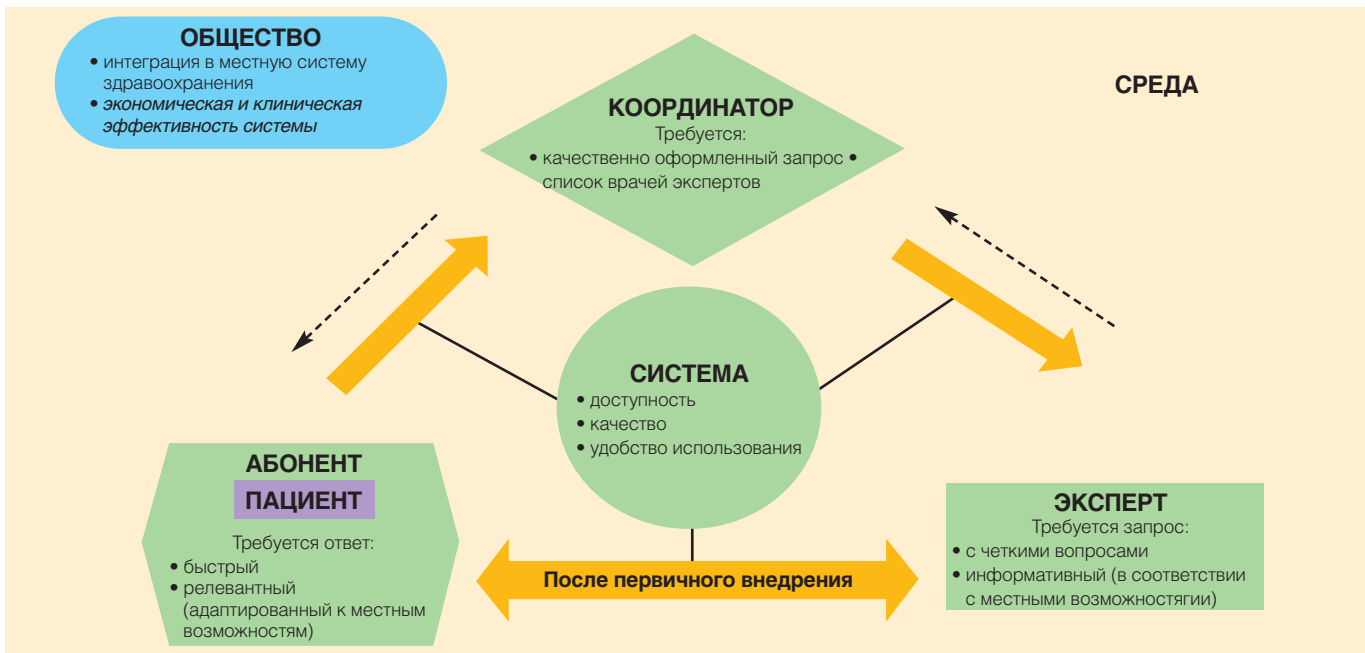 ОБЩЕСТВО
• интеграция в местную систему
здравоохранения
• экономическая и клиническая
эффективность системы
КООРДИНАТОР
Требуется:
• качественно оформленный запрос •
список врачей экспертов
СРЕДА
СИСТЕМА
• доступность
• качество
• удобство использования
АБОНЕНТ
ПАЦИЕНТ
Требуется ответ:
• быстрый
• релевантный
(адаптированный к местным
возможностям)
После первичного внедрения
ЭКСПЕРТ
Требуется запрос:
• с четкими вопросами
• информативный (в соответствии
с местными возможностягии)